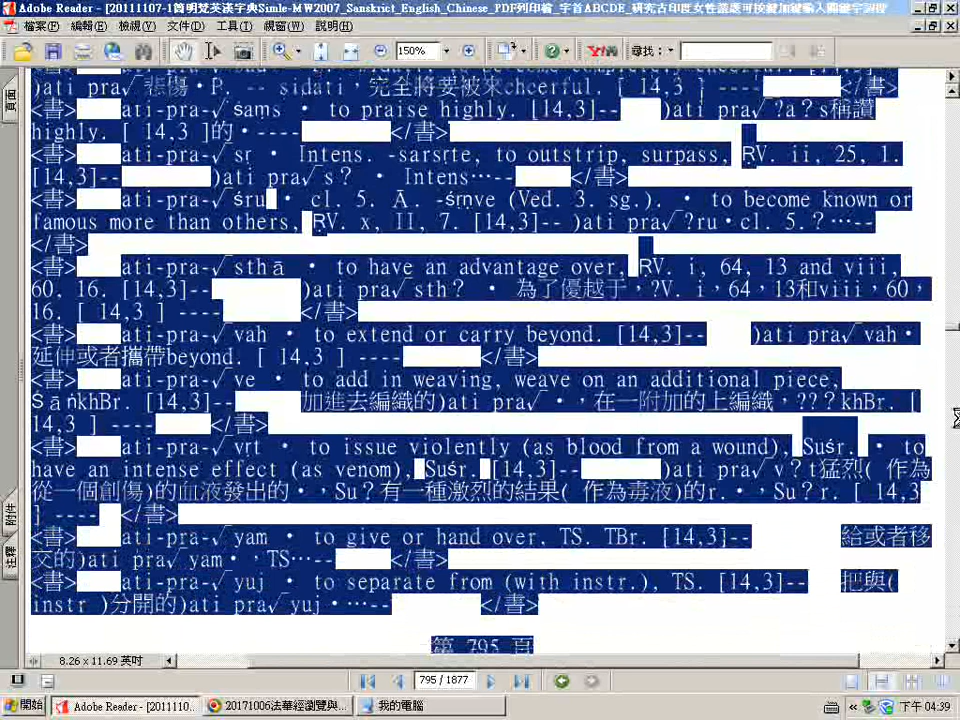 Adobe Reader - [20111107-1簡明梵英漢字典Simle-MW2007_Sanskrict_English_Chinese_PDF列印檔_字首ABCDE_研究古印度女性議
檔案(F) 編輯(E) 檢視(V) 文件(D) 工具(T) 視窗(W) 說明(H)
150% Y! 尋找:
頁面
)ati pra√ 悲傷‧P. -- sidati, 完全將要被來cheerful. [ 14,3 ] ---- </書>
<書> ati-pra-√ śaṃs ‧ to praise highly. [14,3]-- )ati pra√ ?a? s稱讚
highly. [ 14,3 ]的‧---- </書>
<書> ati-pra-√ sṛ ‧ Intens. -sarsṛte, to outstrip, surpass, ṚV. ii, 25, 1.
[14,3]-- )ati pra√ s? ‧ Intens…-- </書>
<書> ati-pra-√ śru ‧ cl. 5. Ā. -śṛṇve (Ved. 3. sg.). ‧ to become known or
famous more than others, ṚV. x, II, 7. [14,3]-- )ati pra√ ?ru‧cl. 5.?…--
</書>
<書> ati-pra-√ sthā ‧ to have an advantage over, ṚV. i, 64, 13 and viii,
60, 16. [14,3]-- )ati pra√ sth? ‧ 為了優越于,?V. i,64,13和viii,60,
16. [ 14,3 ] ---- </書>
<書> ati-pra-√ vah ‧ to extend or carry beyond. [14,3]-- )ati pra√ vah‧
延伸或者攜帶beyond. [ 14,3 ] ---- </書>
<書> ati-pra-√ ve ‧ to add in weaving, weave on an additional piece,
ŚāṅkhBr. [14,3]-- 加進去編織的)ati pra√ ‧,在一附加的上編織,???khBr. [
14,3 ] ---- </書>
<書> ati-pra-√ vṛt ‧ to issue violently (as blood from a wound), Suśr. ‧ to
have an intense effect (as venom), Suśr. [14,3]-- )ati pra√ v?t猛烈( 作為
從一個創傷)的血液發出的‧,Su?有一種激烈的結果( 作為毒液)的r.‧,Su?r. [ 14,3
] ---- </書>
<書> ati-pra-√ yam ‧ to give or hand over, TS. TBr. [14,3]-- 給或者移
交的)ati pra√ yam‧,TS…-- </書>
<書> ati-pra-√ yuj ‧ to separate from (with instr.), TS. [14,3]-- 把與(
instr )分開的)ati pra√ yuj‧…-- </書>
第 795 頁
附件
注釋
8.26 x 11.69 英吋
795 / 1877
開始 Adobe Reader - [2011110... 20171006法華經瀏覽與... 我的電腦 下午 04:39